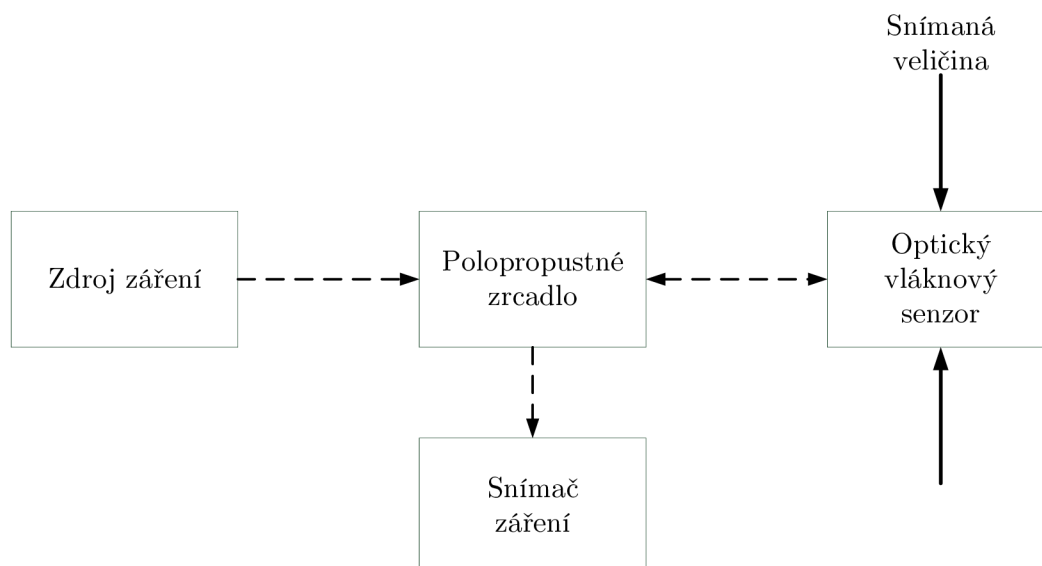 Snímaná
veličina
Zdroj záření
Polopropustné
zrcadlo
Optický
vláknový
senzor
Snímač
záření